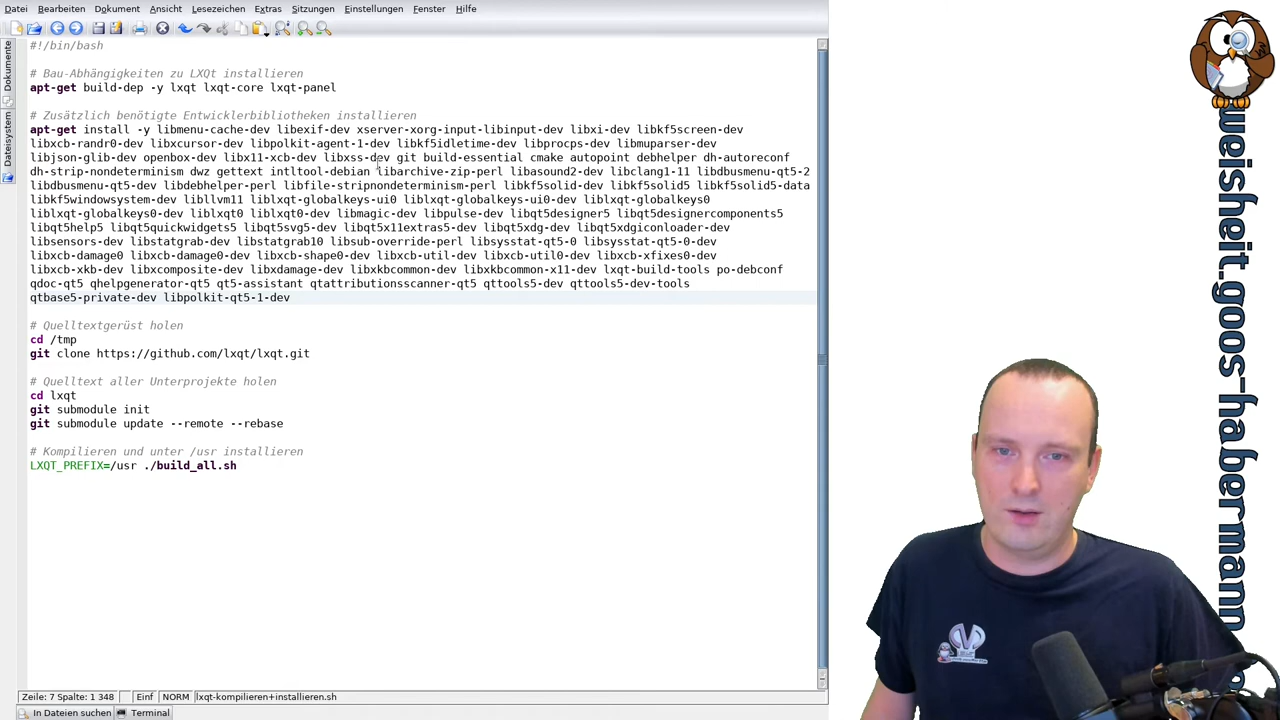 Datei Bearbeiten Dokument Ansicht Lesezeichen Extras Sitzungen Einstellungen Fenster Hilfe
Dokumente
Dateisystem
#!/bin/bash
# Bau-Abhängigkeiten zu LXQt installieren
apt-get build-dep -y lxqt lxqt-core lxqt-panel
# Zusätzlich benötigte Entwicklerbibliotheken installieren
apt-get install -y libmenu-cache-dev libexif-dev xserver-xorg-input-libinput-dev libxi-dev libkf5screen-dev
libxcb-randr0-dev libxcursor-dev libpolkit-agent-1-dev libkf5idletime-dev libprocps-dev libmuparser-dev
libjson-glib-dev openbox-dev libx11-xcb-dev libxss-dev git build-essential cmake autopoint debhelper dh-autoreconf
dh-strip-nondeterminism dwz gettext intltool-debian libarchive-zip-perl libasound2-dev libclang1-11 libdbusmenu-qt5-2
libdbusmenu-qt5-dev libdebhelper-perl libfile-stripnondeterminism-perl libkf5solid-dev libkf5solid5 libkf5solid5-data
libkf5windowsystem-dev libllvm11 liblxqt-globalkeys-ui0 liblxqt-globalkeys-ui0-dev liblxqt-globalkeys0
liblxqt-globalkeys0-dev liblxqt0 liblxqt0-dev libmagic-dev libpulse-dev libqt5designer5 libqt5designercomponents5
libqt5help5 libqt5quickwidgets5 libqt5svg5-dev libqt5x11extras5-dev libqt5xdg-dev libqt5xdgiconloader-dev
libsensors-dev libstatgrab-dev libstatgrab10 libsub-override-perl libsysstat-qt5-0 libsysstat-qt5-0-dev
libxcb-damage0 libxcb-damage0-dev libxcb-shape0-dev libxcb-util-dev libxcb-util0-dev libxcb-xfixes0-dev
libxcb-xkb-dev libxcomposite-dev libxdamage-dev libxkbcommon-dev libxkbcommon-x11-dev lxqt-build-tools po-debconf
qdoc-qt5 qhelpgenerator-qt5 qt5-assistant qtattributionsscanner-qt5 qttools5-dev qttools5-dev-tools
qtbase5-private-dev libpolkit-qt5-1-dev
# Quelltextgerüst holen
cd /tmp
git clone https://github.com/lxqt/lxqt.git
# Quelltext aller Unterprojekte holen
cd lxqt
git submodule init
git submodule update --remote --rebase
# Kompilieren und unter /usr installieren
LXQT_PREFIX=/usr ./build_all.sh
Zeile: 7 Spalte: 1 348 Einf NORM lxqt-kompilieren+installieren.sh
In Dateien suchen Terminal